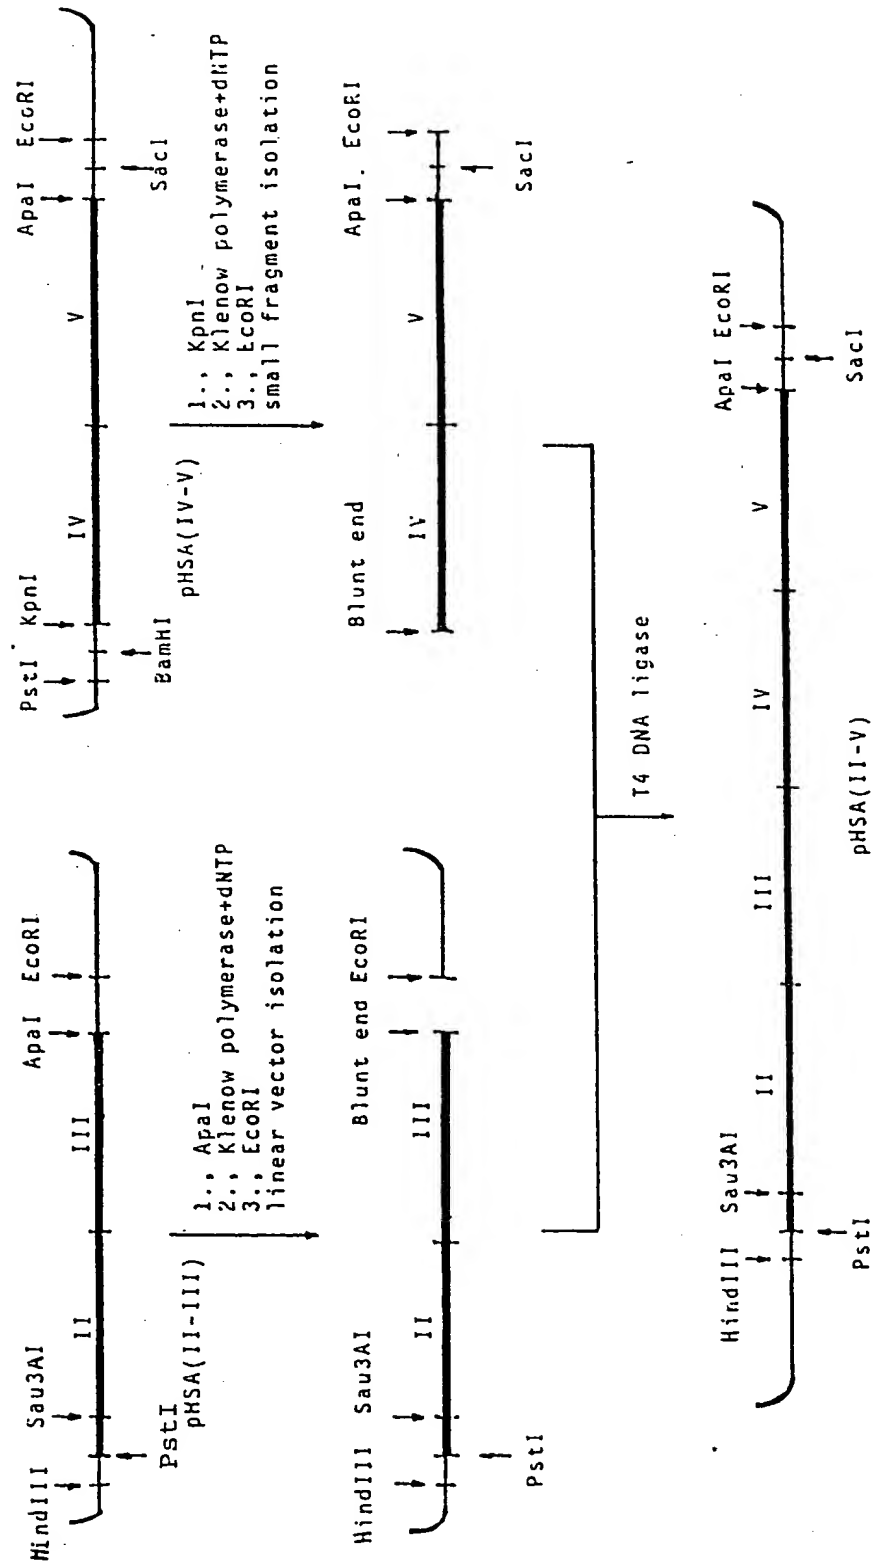 HindIII Sau3AI ApaI EcoRI
II III
PstI
pHSA(II-III)
1., ApaI
2., Klenow polymerase+dNTP
3., EcoRI
linear vector isolation
PstI KpnI ApaI EcoRI
IV V
BamHI SacI
pHSA(IV-V)
1., KpnI
2., Klenow polymerase+dNTP
3., EcoRI
small fragment isolation
HindIII Sau3AI Blunt end EcoRI
II III
PstI
Blunt end ApaI. EcoRI
IV V
SacI
T4 DNA ligase
HindIII Sau3AI ApaI EcoRI
II III IV V
PstI SacI
pHSA(II-V)